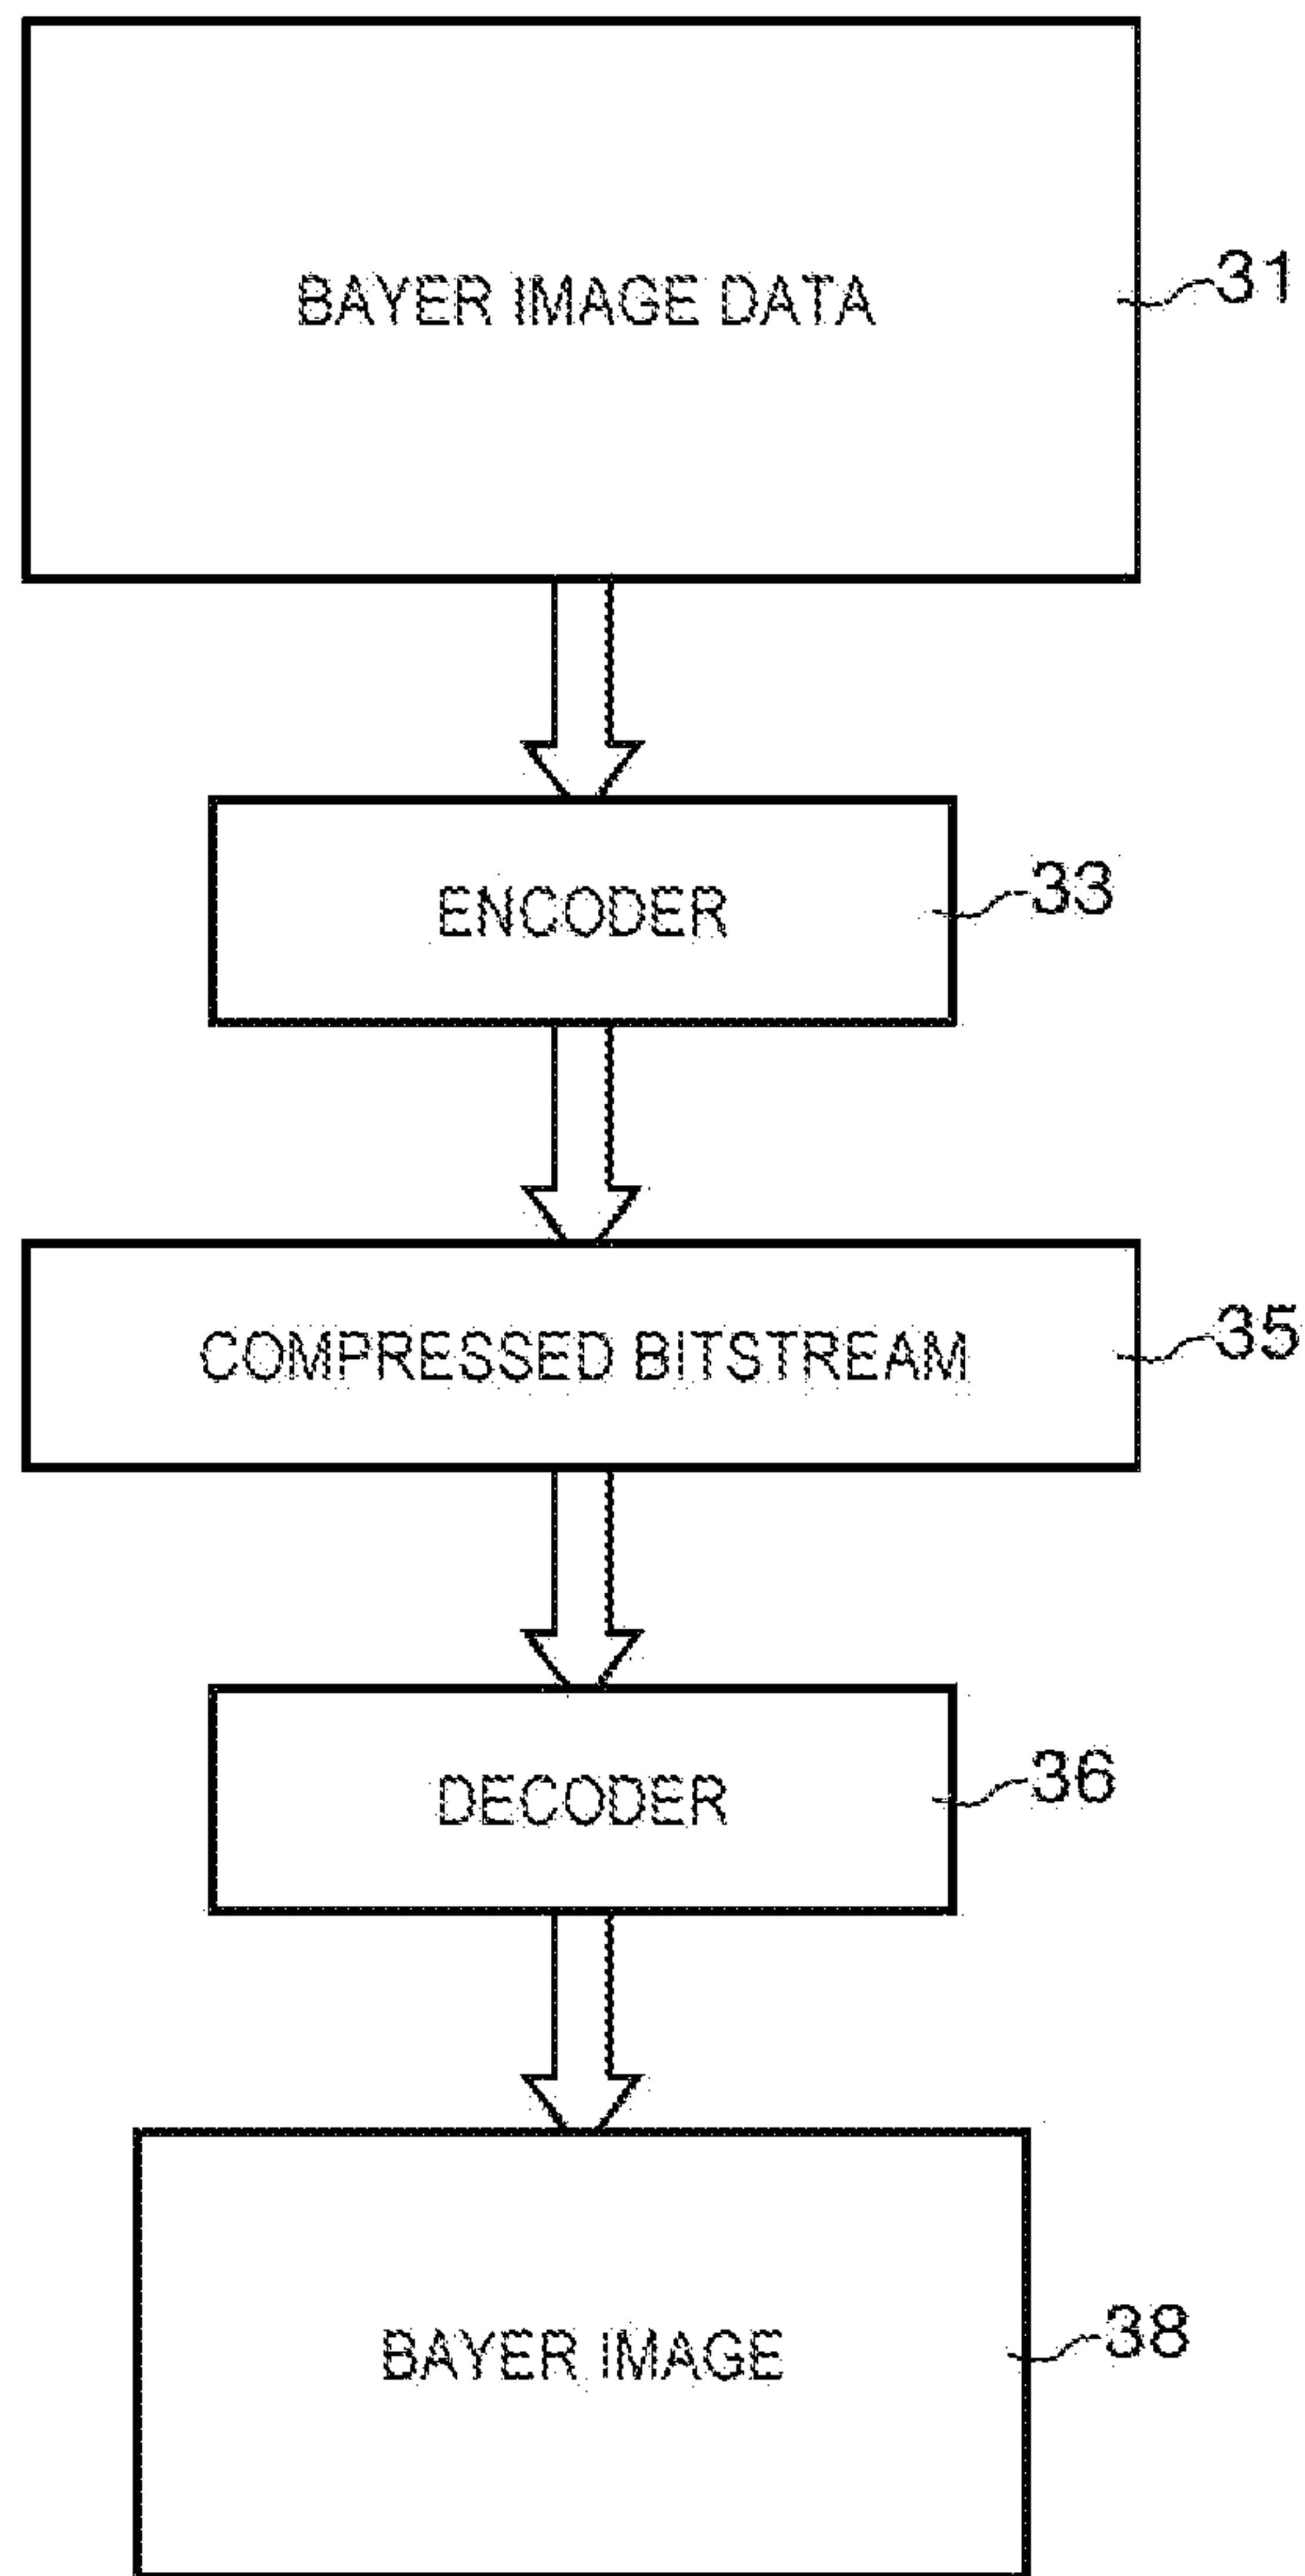 BAYER IMAGE DATA
31
ENCODER
33
COMPRESSED BITSTREAM
35
DECODER
36
BAYER IMAGE
38